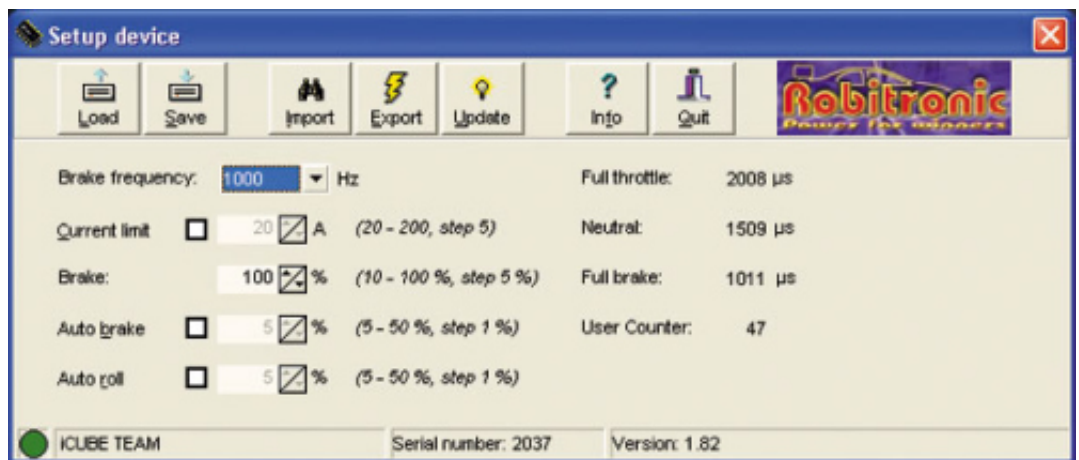 Setup device
Load Save Import Export Update Info Quit
Robitronic
Power for winners
Brake frequency: 1000 Hz Full throttle: 2008 µs
Current limit 20 A (20 - 200, step 5) Neutral: 1509 µs
Brake: 100 % (10 - 100 %, step 5 %) Full brake: 1011 µs
Auto brake 5 % (5 - 50 %, step 1 %) User Counter: 47
Auto roll 5 % (5 - 50 %, step 1 %)
iCUBE TEAM Serial number: 2037 Version: 1.82